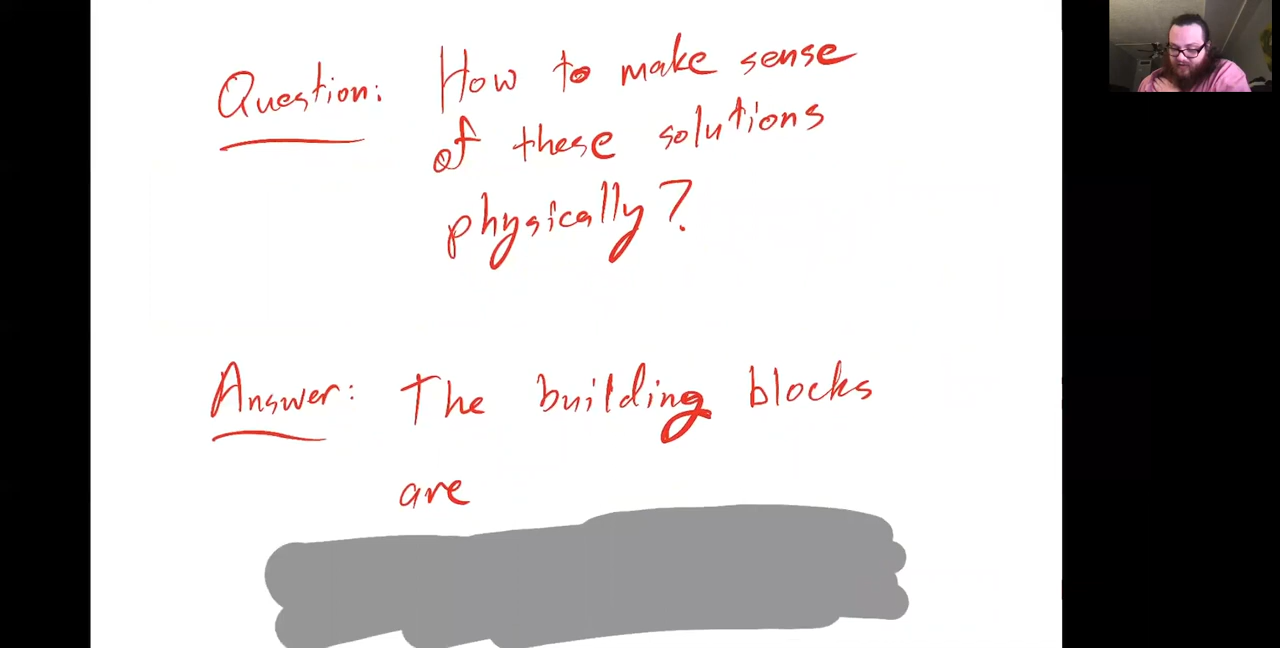 Question: How to make sense
of these solutions
physically?
Answer: The building blocks
are